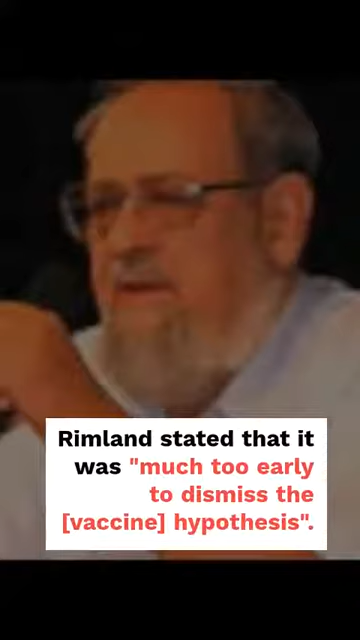 Rimland stated that it
was "much too early
to dismiss the
[vaccine] hypothesis".